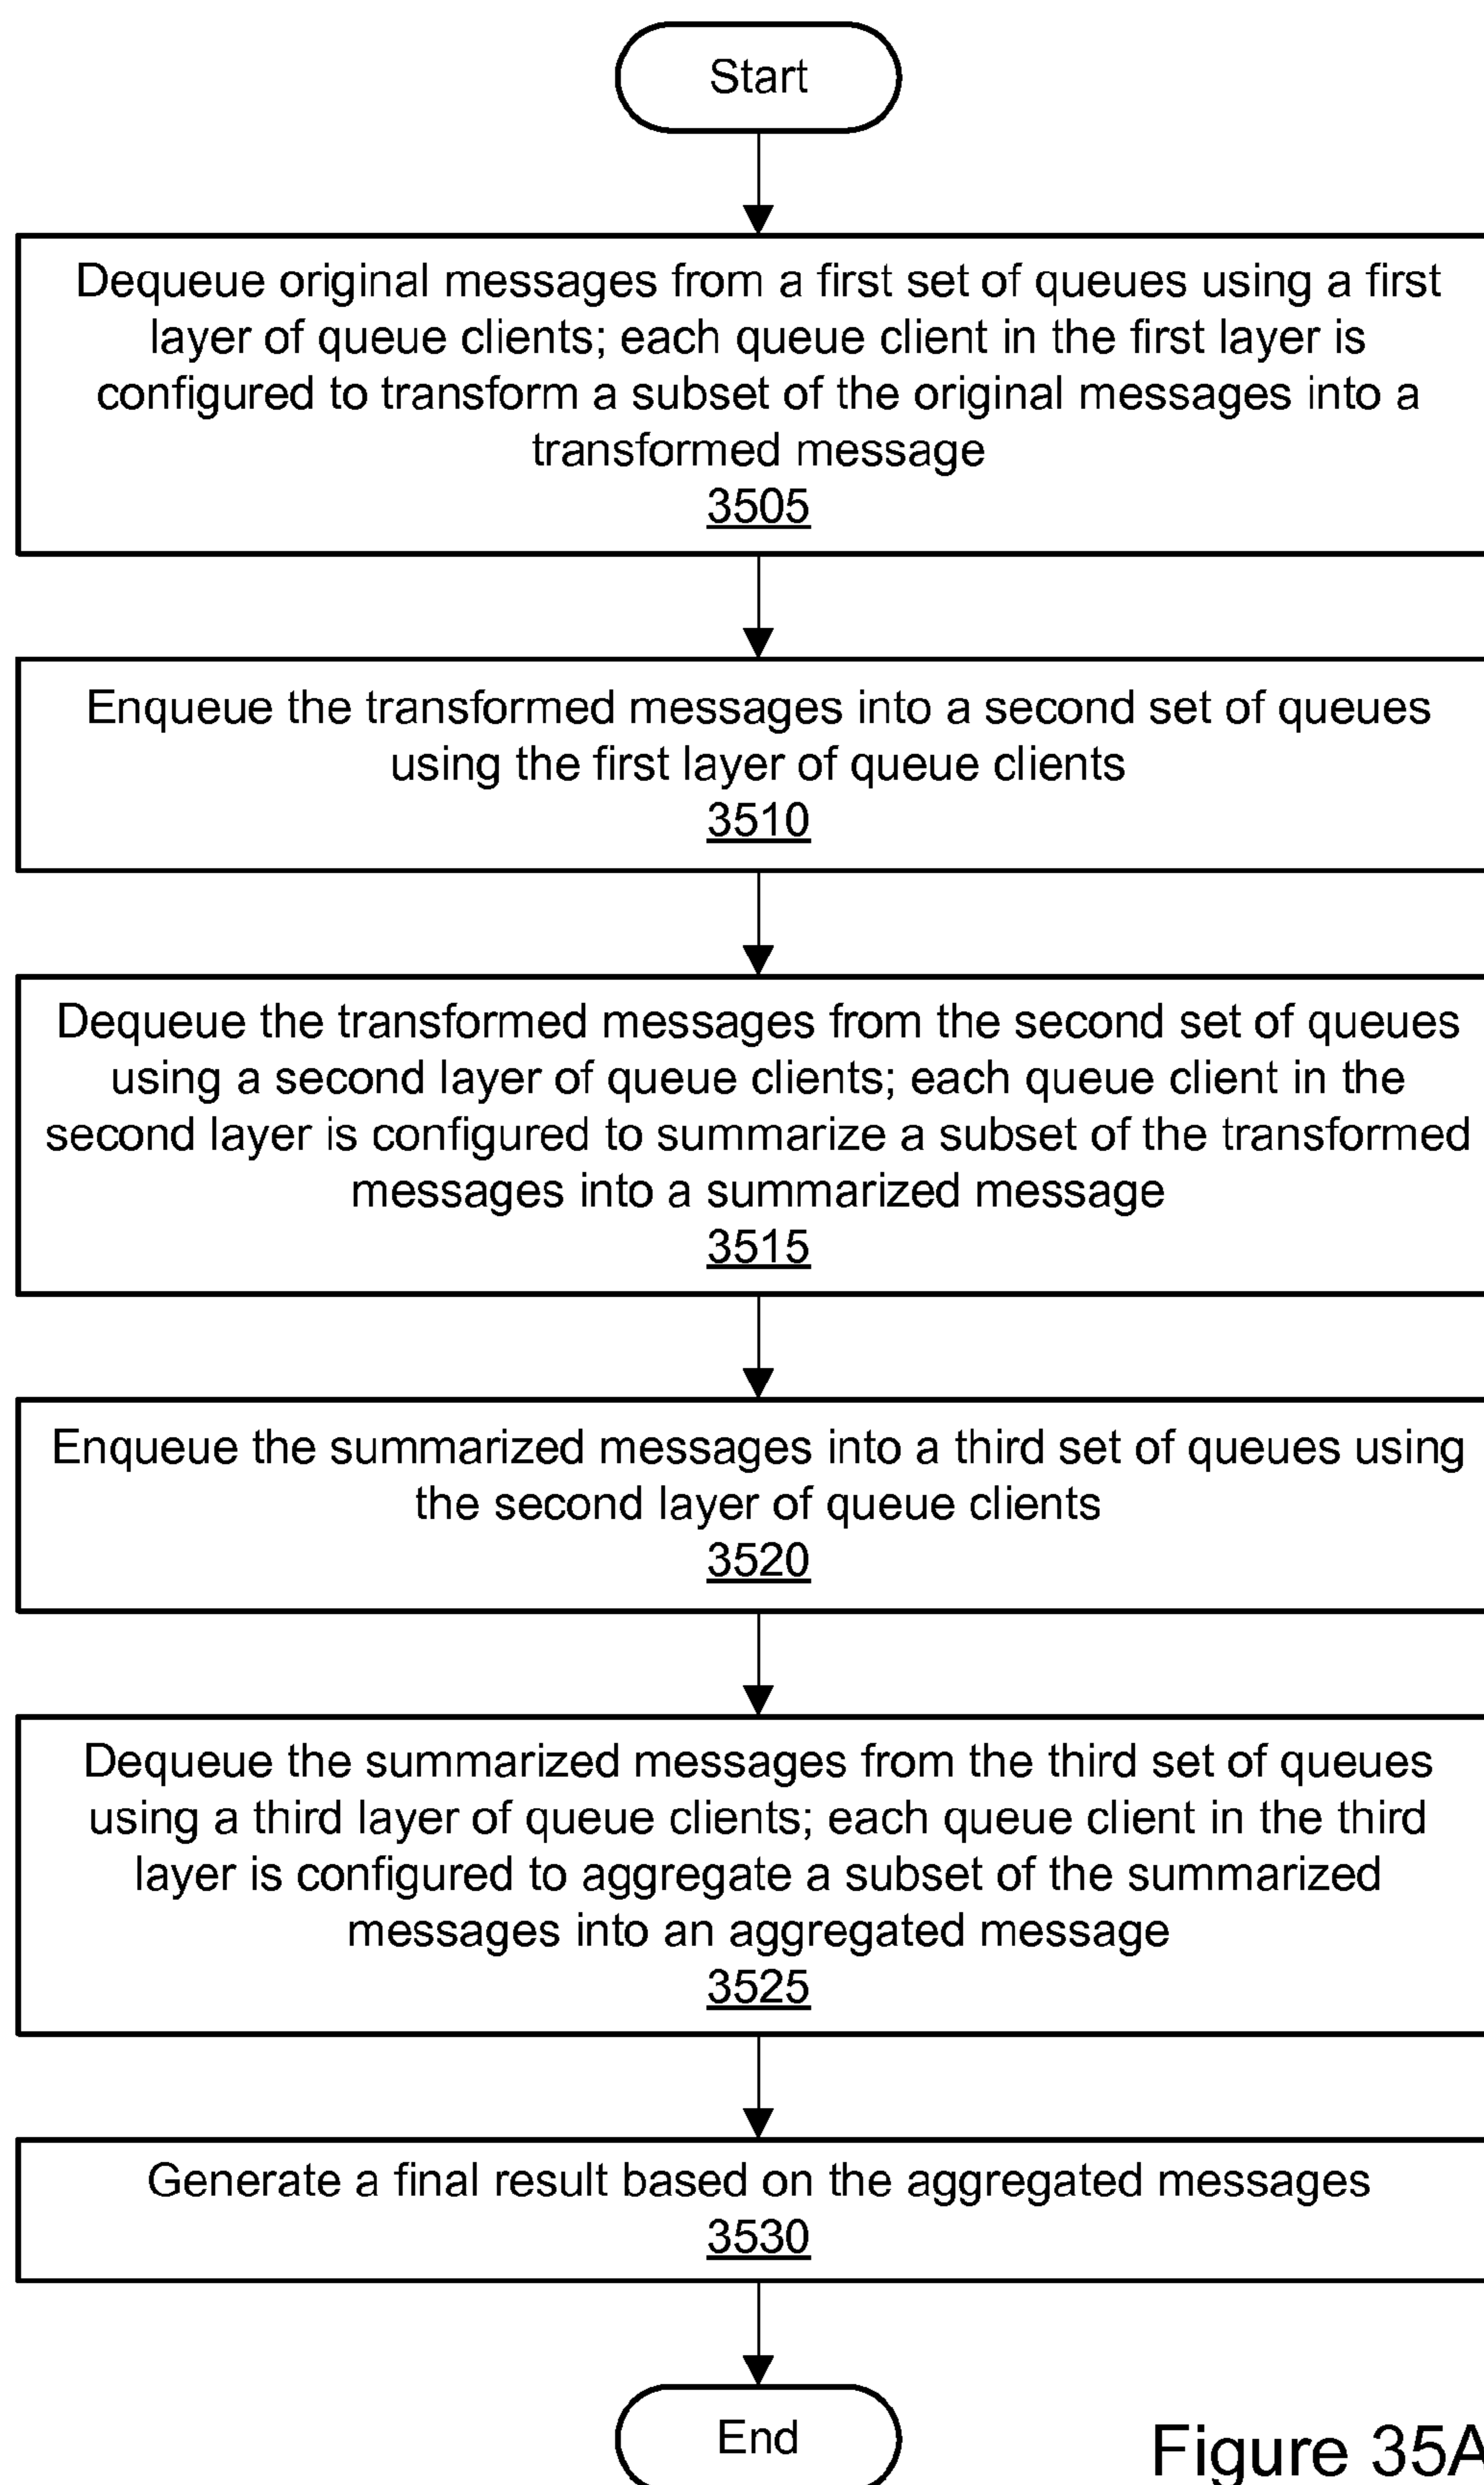 Start
Dequeue original messages from a first set of queues using a first
layer of queue clients; each queue client in the first layer is
configured to transform a subset of the original messages into a
transformed message
3505
Enqueue the transformed messages into a second set of queues
using the first layer of queue clients
3510
Dequeue the transformed messages from the second set of queues
using a second layer of queue clients; each queue client in the
second layer is configured to summarize a subset of the transformed
messages into a summarized message
3515
Enqueue the summarized messages into a third set of queues using
the second layer of queue clients
3520
Dequeue the summarized messages from the third set of queues
using a third layer of queue clients; each queue client in the third
layer is configured to aggregate a subset of the summarized
messages into an aggregated message
3525
Generate a final result based on the aggregated messages
3530
End
Figure 35A